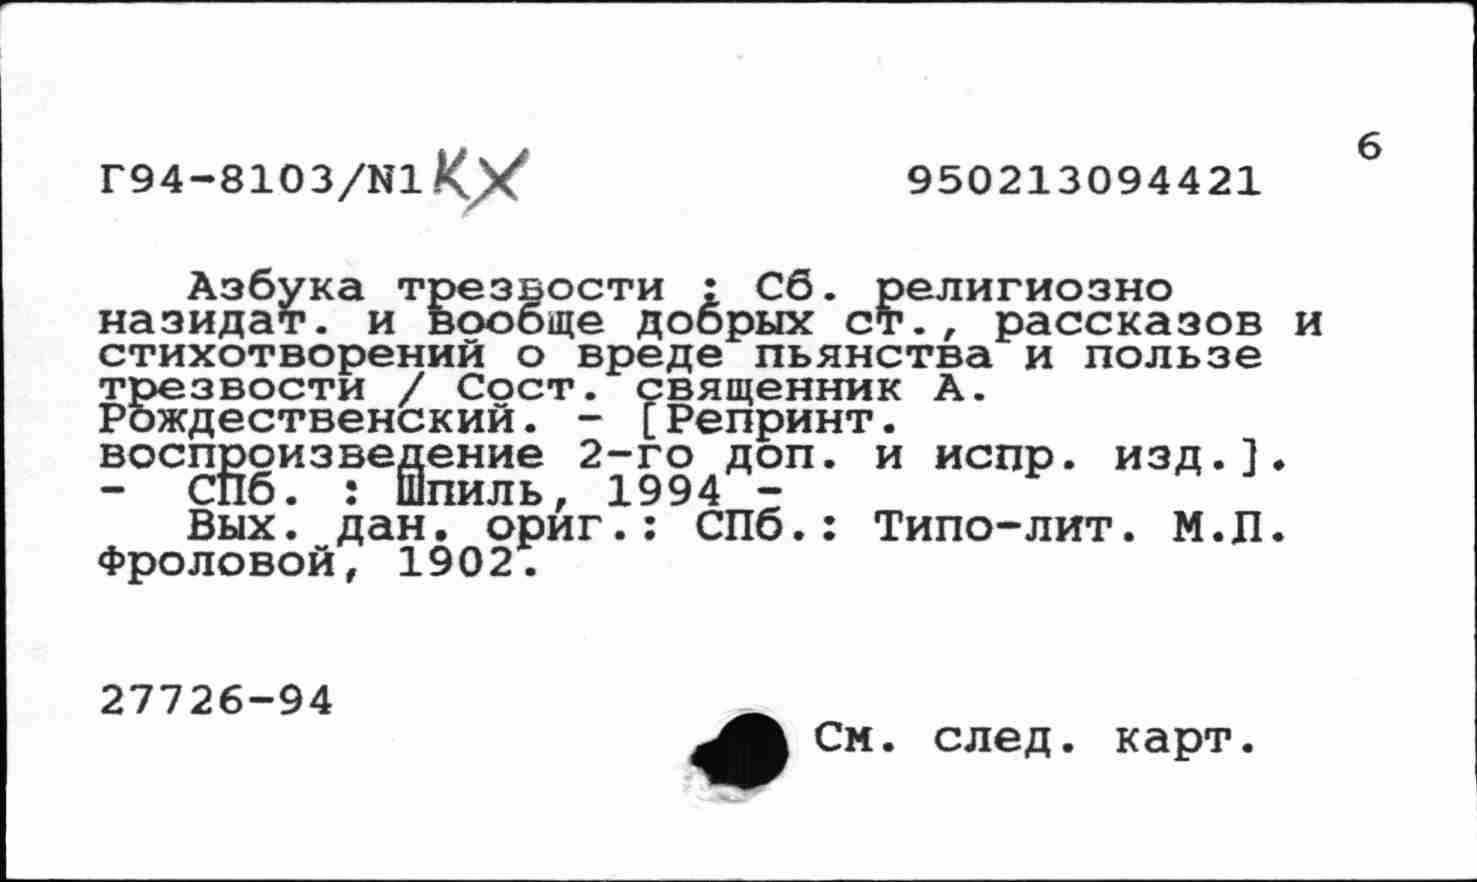 6
Г94-8103/N1 КХ 950213094421
Азбука трезвости : Сб. религиозно
назидат. и вообще добрых ст., рассказов и
стихотворений о вреде пьянства и пользе
трезвости / Сост. священник А.
Рождественский. - [Репринт.
воспроизведение 2-го доп. и испр. изд.].
- СПб. : Шпиль, 1994 -
Вых. дан. ориг.: СПб.: Типо-лит. М.П.
Фроловой, 1902.
27726-94
См. след. карт.